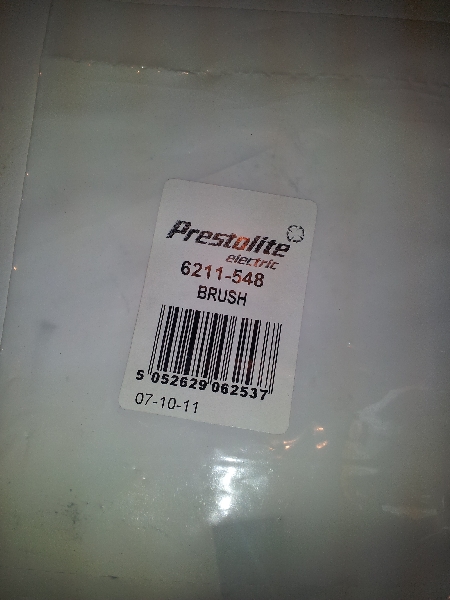 Prestolite
electric
6211-548
BRUSH
5 052629 062537
07-10-11